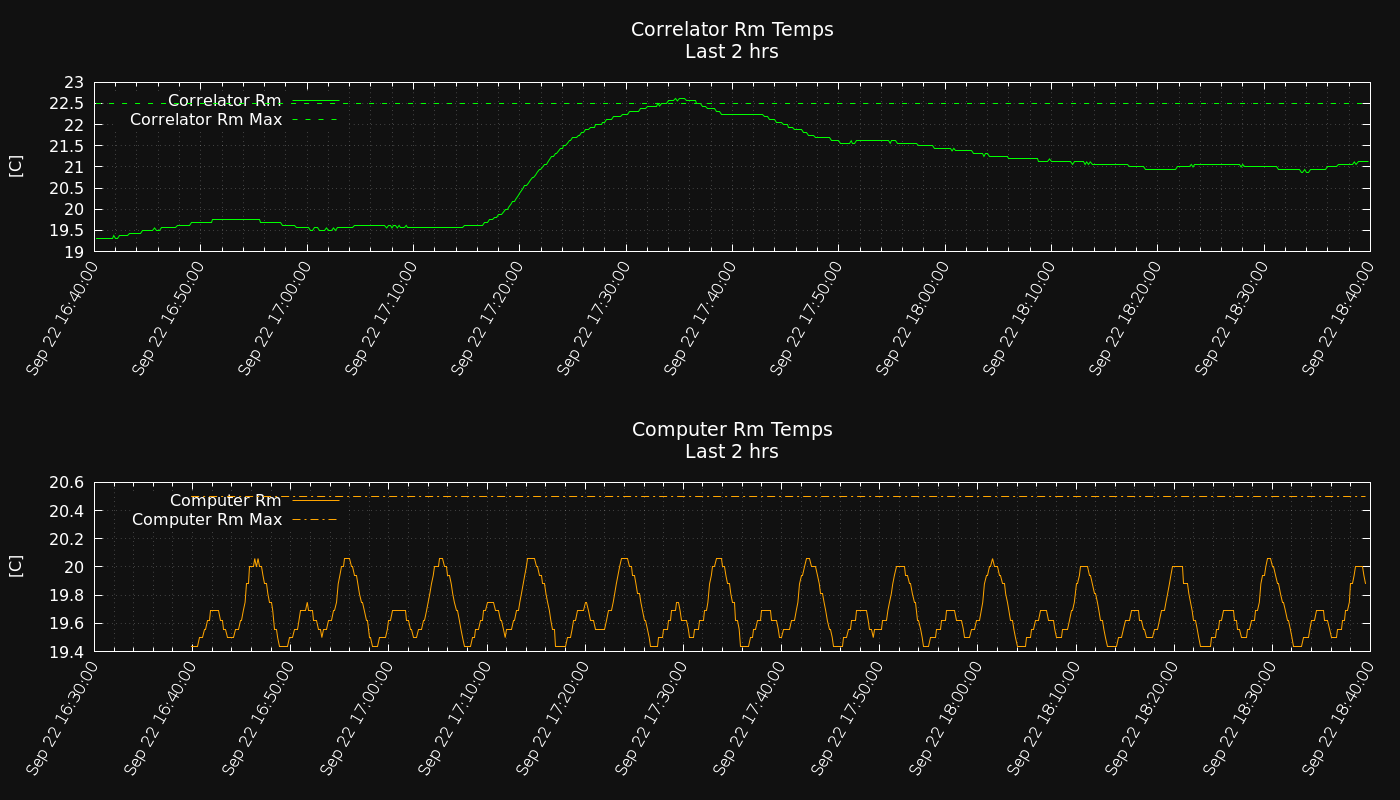 Correlator Rm Temps
Last 2 hrs
23
22.5
22
21.5
21
20.5
20
19.5
19
[C]
Correlator Rm
Correlator Rm Max
Sep 22 16:40:00
Sep 22 16:50:00
Sep 22 17:00:00
Sep 22 17:10:00
Sep 22 17:20:00
Sep 22 17:30:00
Sep 22 17:40:00
Sep 22 17:50:00
Sep 22 18:00:00
Sep 22 18:10:00
Sep 22 18:20:00
Sep 22 18:30:00
Sep 22 18:40:00
Computer Rm Temps
Last 2 hrs
20.6
20.4
20.2
20
19.8
19.6
19.4
[C]
Computer Rm
Computer Rm Max
Sep 22 16:30:00
Sep 22 16:40:00
Sep 22 16:50:00
Sep 22 17:00:00
Sep 22 17:10:00
Sep 22 17:20:00
Sep 22 17:30:00
Sep 22 17:40:00
Sep 22 17:50:00
Sep 22 18:00:00
Sep 22 18:10:00
Sep 22 18:20:00
Sep 22 18:30:00
Sep 22 18:40:00